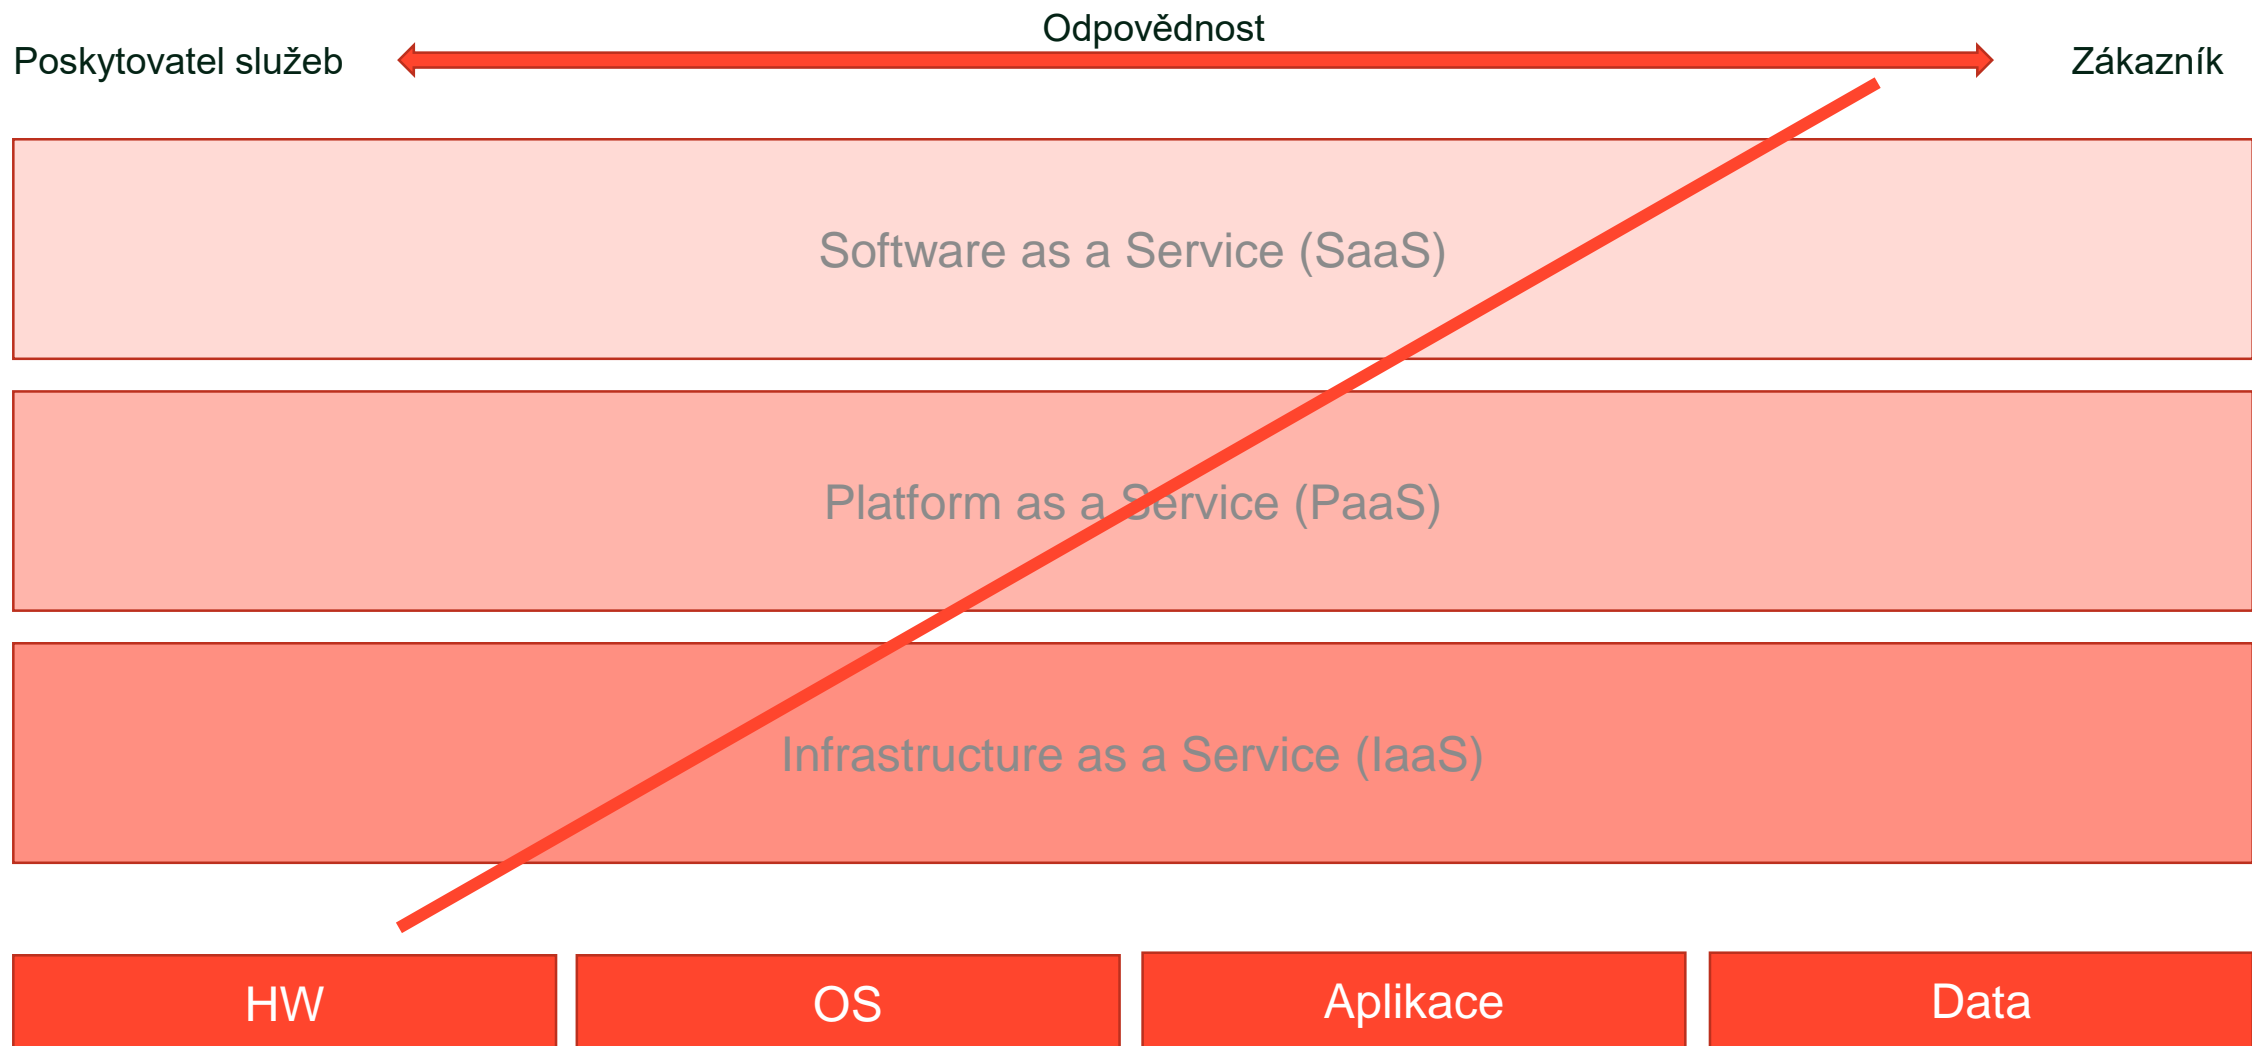 Odpovědnost
Poskytovatel služeb
Zákazník
Software as a Service (SaaS)
Platform as a Service (PaaS)
Infrastructure as a Service (IaaS)
HW
OS
Aplikace
Data